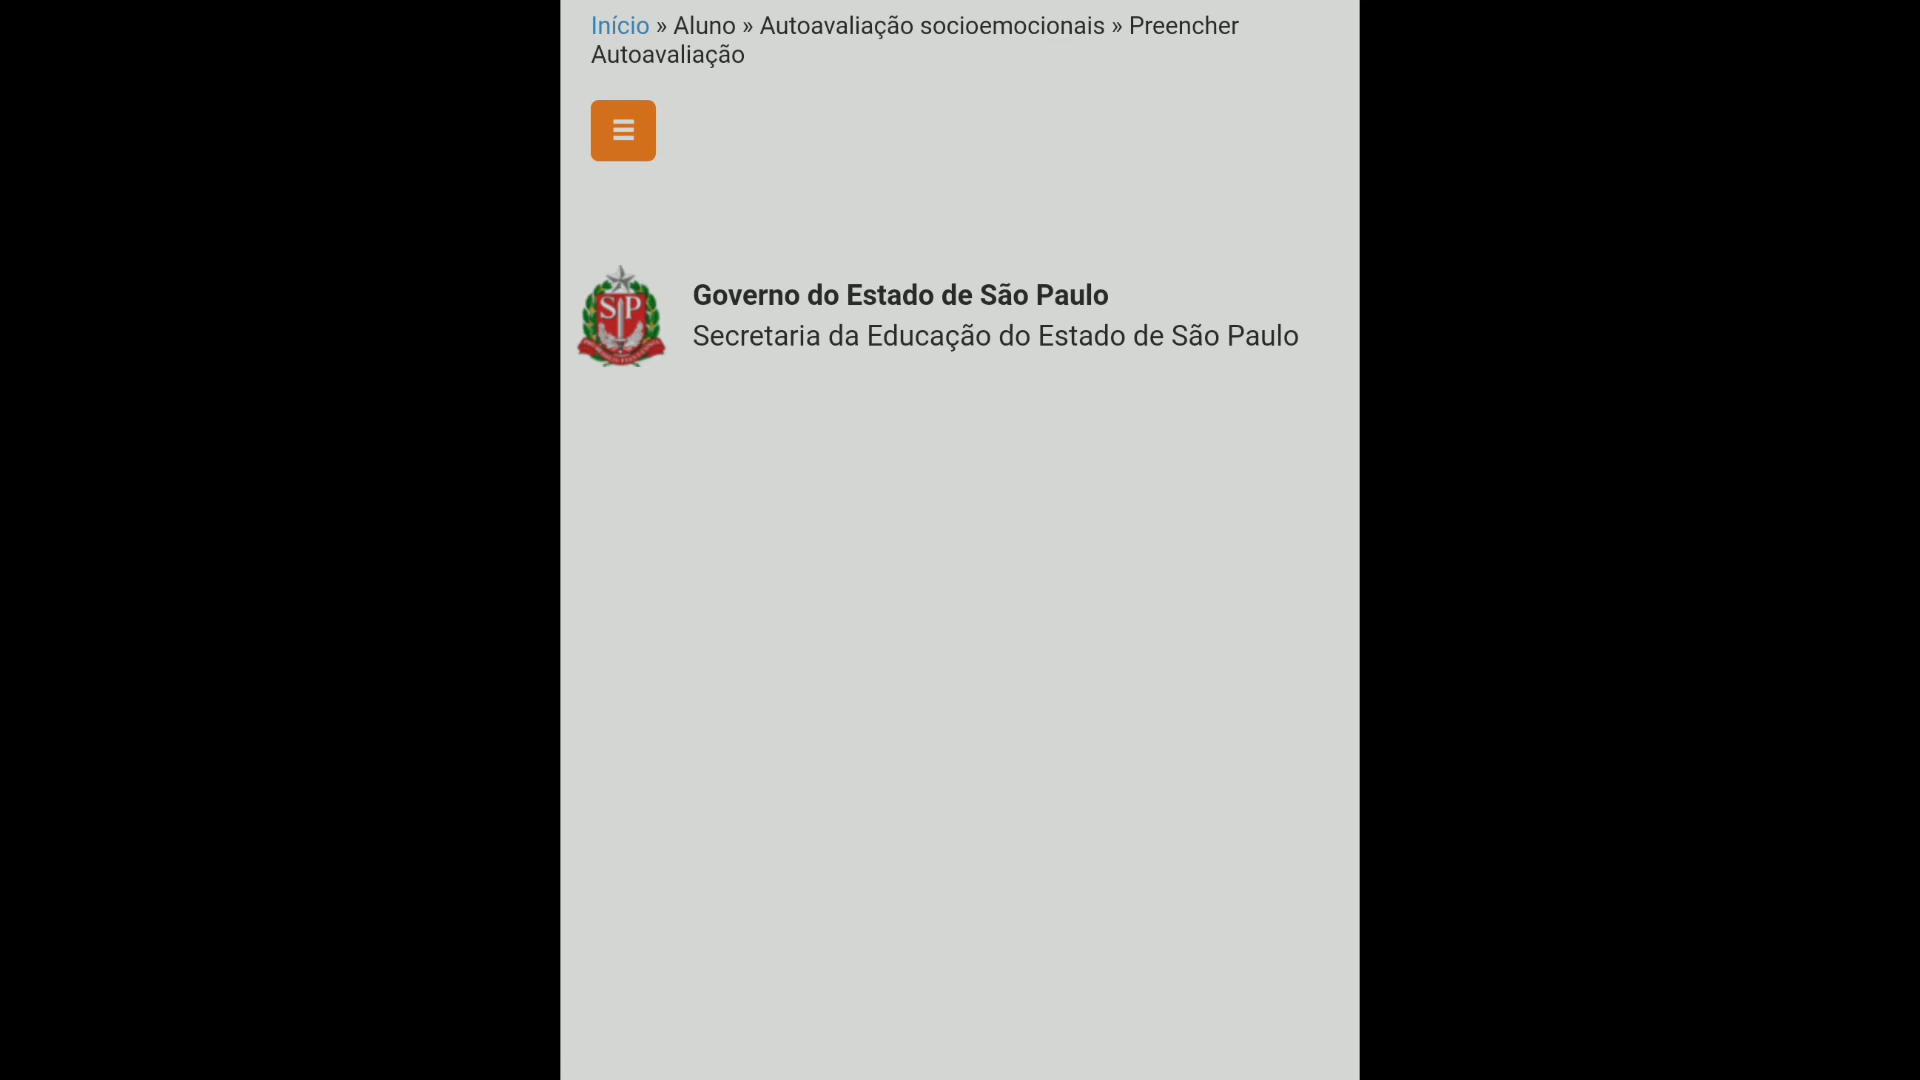 Início » Aluno » Autoavaliação socioemocionais » Preencher
Autoavaliação
Governo do Estado de São Paulo
Secretaria da Educação do Estado de São Paulo
SP